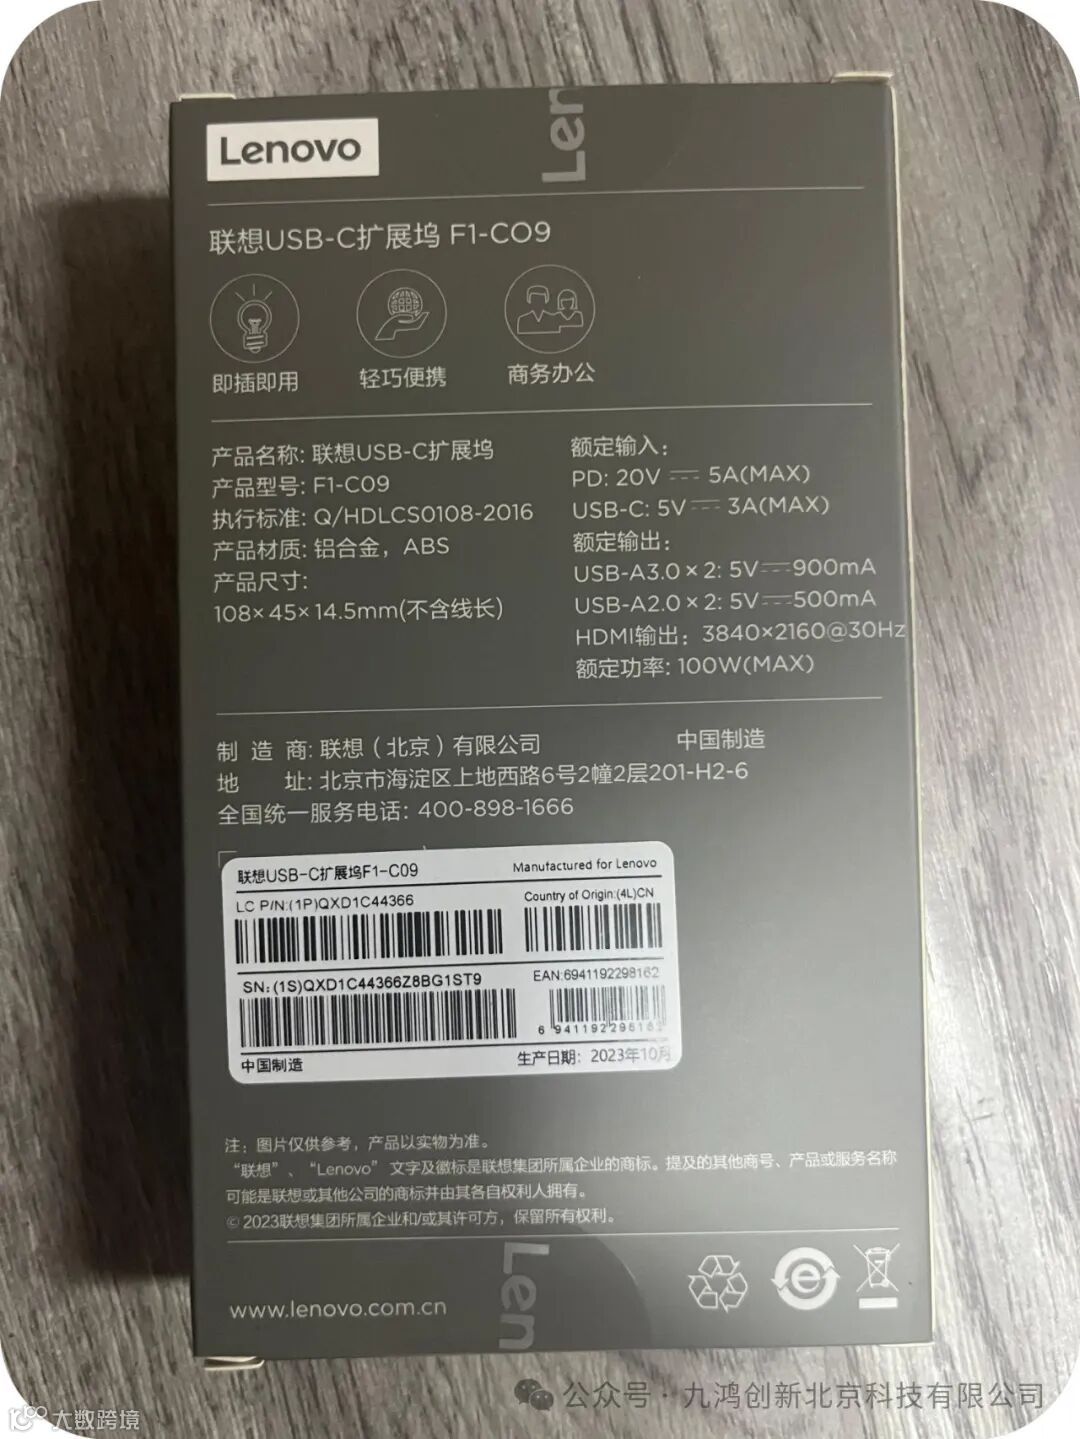 Len
Lenovo
联想USB-C扩展坞 F1-C09
即插即用
轻巧便携
商务办公
产品名称: 联想USB-C扩展坞
产品型号: F1-C09
执行标准: Q/HDLCS0108-2016
产品材质: 铝合金，ABS
产品尺寸:
108×45×14.5mm(不含线长)
额定输入:
PD: 20V ⎓ 5A(MAX)
USB-C: 5V⎓ 3A(MAX)
额定输出:
USB-A3.0×2: 5V⎓900mA
USB-A2.0×2: 5V⎓500mA
HDMI输出: 3840×2160@30Hz
额定功率: 100W(MAX)
制 造 商: 联想（北京）有限公司 中国制造
地 址: 北京市海淀区上地西路6号2幢2层201-H2-6
全国统一服务电话: 400-898-1666
联想USB-C扩展坞F1-C09 Manufactured for Lenovo
LC P/N:(1P)QXD1C44366 Country of Origin:(4L)CN
SN: (1S)QXD1C44366Z8BG1ST9 EAN:6941192298162
6 941192298162
中国制造 生产日期: 2023年10月
注: 图片仅供参考，产品以实物为准。
“联想”、“Lenovo” 文字及徽标是联想集团所属企业的商标。提及的其他商号、产品或服务名称
可能是联想或其他公司的商标并由其各自权利人拥有。
© 2023联想集团所属企业和/或其许可方，保留所有权利。
Len
www.lenovo.com.cn
公众号 · 九鸿创新北京科技有限公司
大数跨境